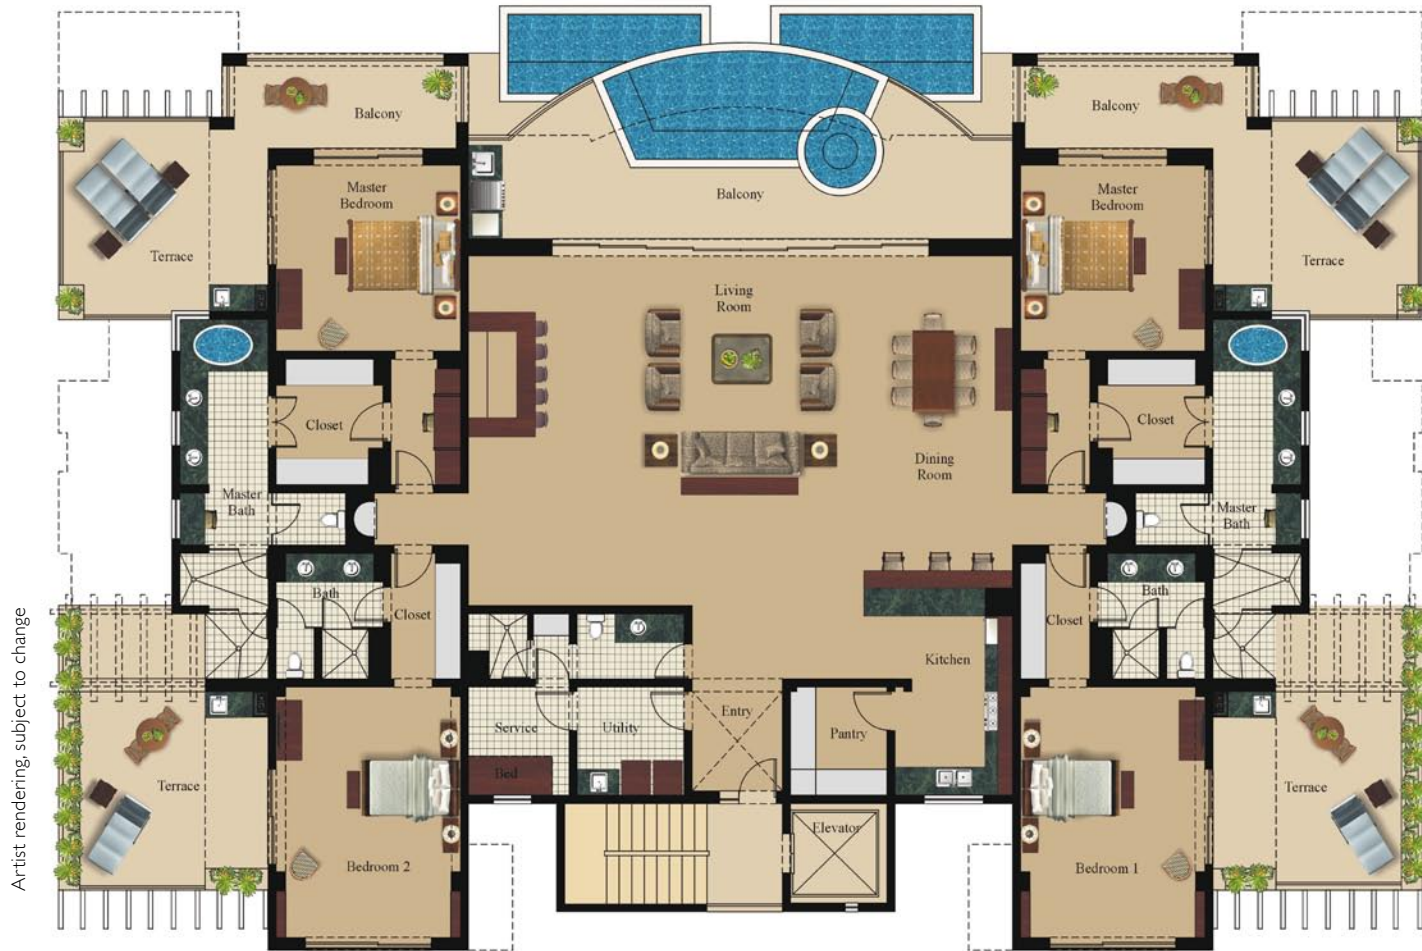 Balcony
Balcony
Master
Bedroom
Balcony
Master
Bedroom
Terrace
Terrace
Living
Room
Closet
Closet
Dining
Room
Master
Bath
Master
Bath
Bath
Closet
Closet
Bath
Kitchen
Service
Utility
Entry
Pantry
Bed
Terrace
Terrace
Elevator
Bedroom 2
Bedroom 1
Artist rendering, subject to change